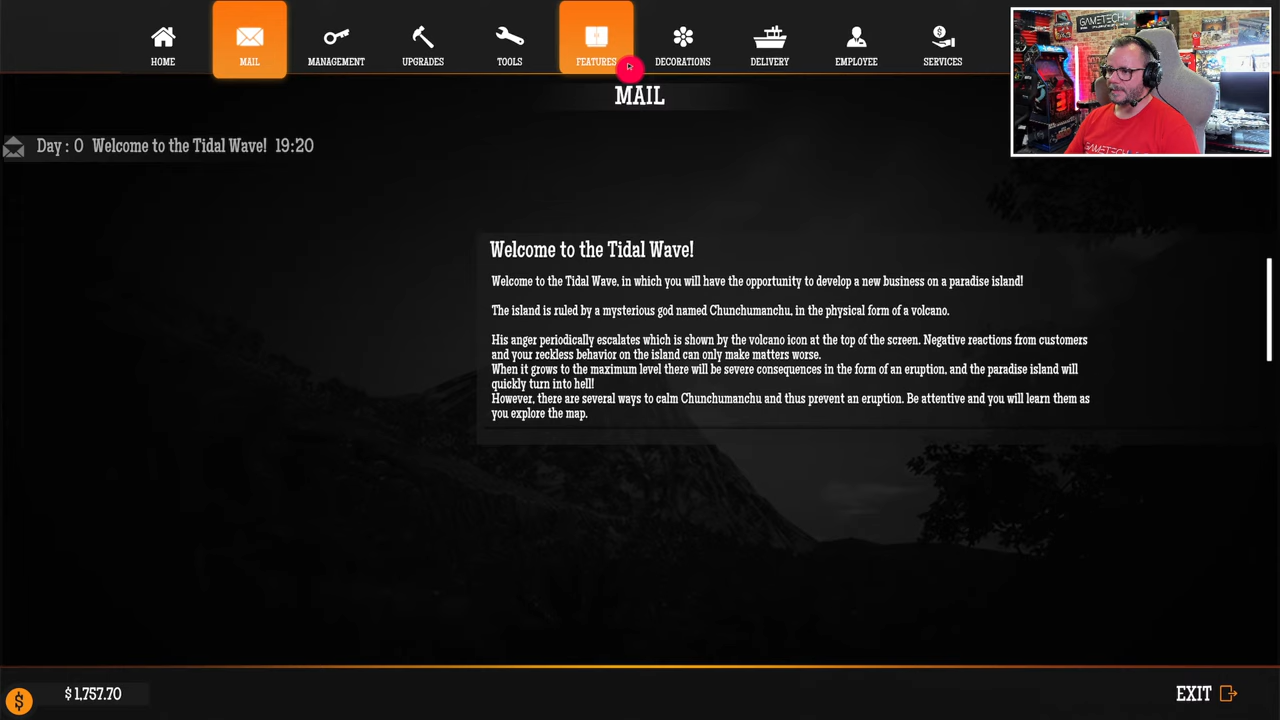 HOME
MAIL
MANAGEMENT
UPGRADES
TOOLS
FEATURES
DECORATIONS
DELIVERY
EMPLOYEE
SERVICES
GAMETECH
GAMETECH
MAIL
Day : 0 Welcome to the Tidal Wave! 19:20
Welcome to the Tidal Wave!
Welcome to the Tidal Wave, in which you will have the opportunity to develop a new business on a paradise island!
The island is ruled by a mysterious god named Chunchumanchu, in the physical form of a volcano.
His anger periodically escalates which is shown by the volcano icon at the top of the screen. Negative reactions from customers
and your reckless behavior on the island can only make matters worse.
When it grows to the maximum level there will be severe consequences in the form of an eruption, and the paradise island will
quickly turn into hell!
However, there are several ways to calm Chunchumanchu and thus prevent an eruption. Be attentive and you will learn them as
you explore the map.
$ $ 1,757.70
EXIT